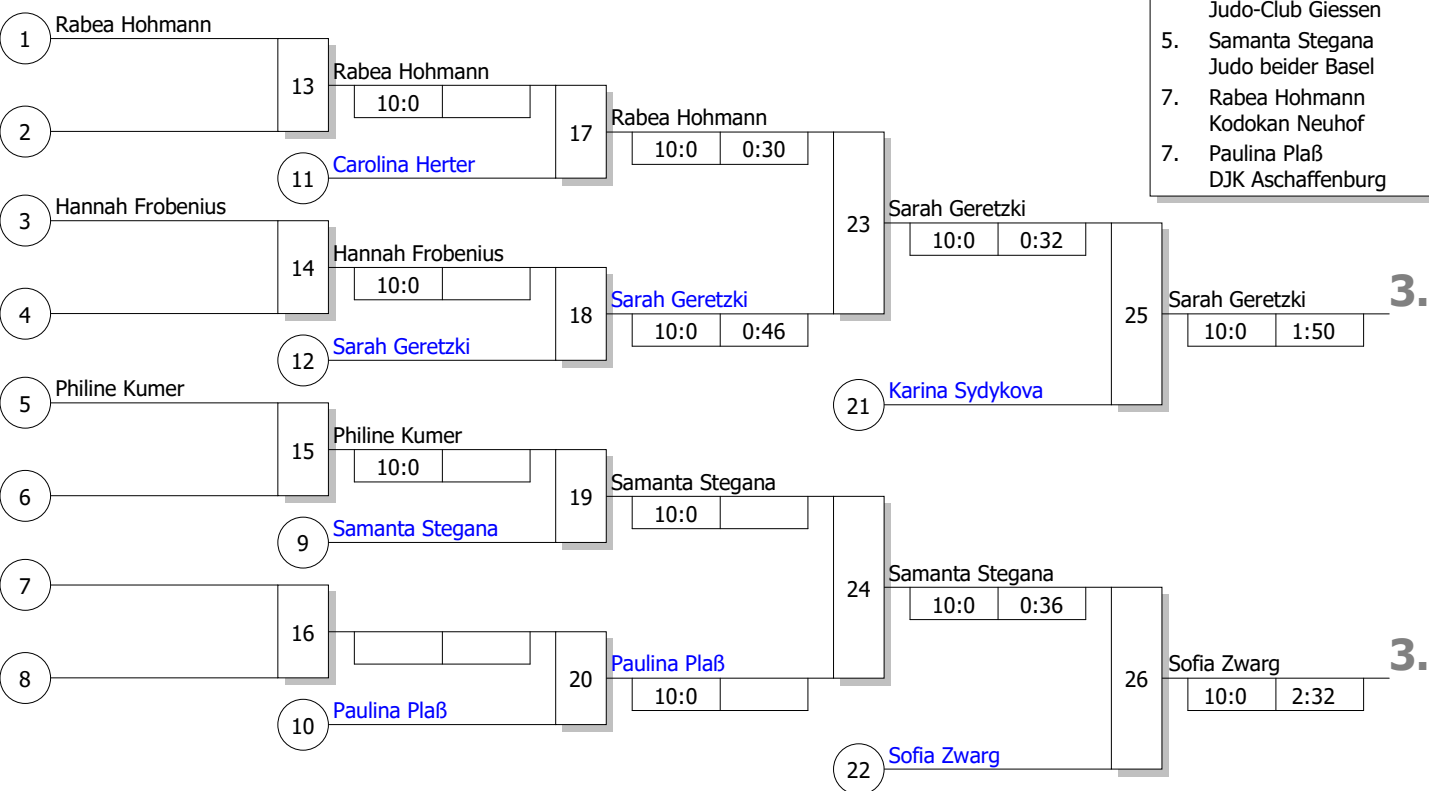 Judo-Club Giessen
5. Samanta Stegana
Judo beider Basel
7. Rabea Hohmann
Kodokan Neuhof
7. Paulina Plaß
DJK Aschaffenburg
1 Rabea Hohmann
13 Rabea Hohmann
10:0
2
17 Rabea Hohmann
10:0 0:30
11 Carolina Herter
3 Hannah Frobenius
23 Sarah Geretzki
10:0 0:32
14 Hannah Frobenius
10:0
4
18 Sarah Geretzki
10:0 0:46
25 Sarah Geretzki 3.
10:0 1:50
12 Sarah Geretzki
5 Philine Kumer
21 Karina Sydykova
15 Philine Kumer
10:0
6
19 Samanta Stegana
10:0
9 Samanta Stegana
7
24 Samanta Stegana
10:0 0:36
16
8
20 Paulina Plaß
10:0
26 Sofia Zwarg 3.
10:0 2:32
10 Paulina Plaß
22 Sofia Zwarg